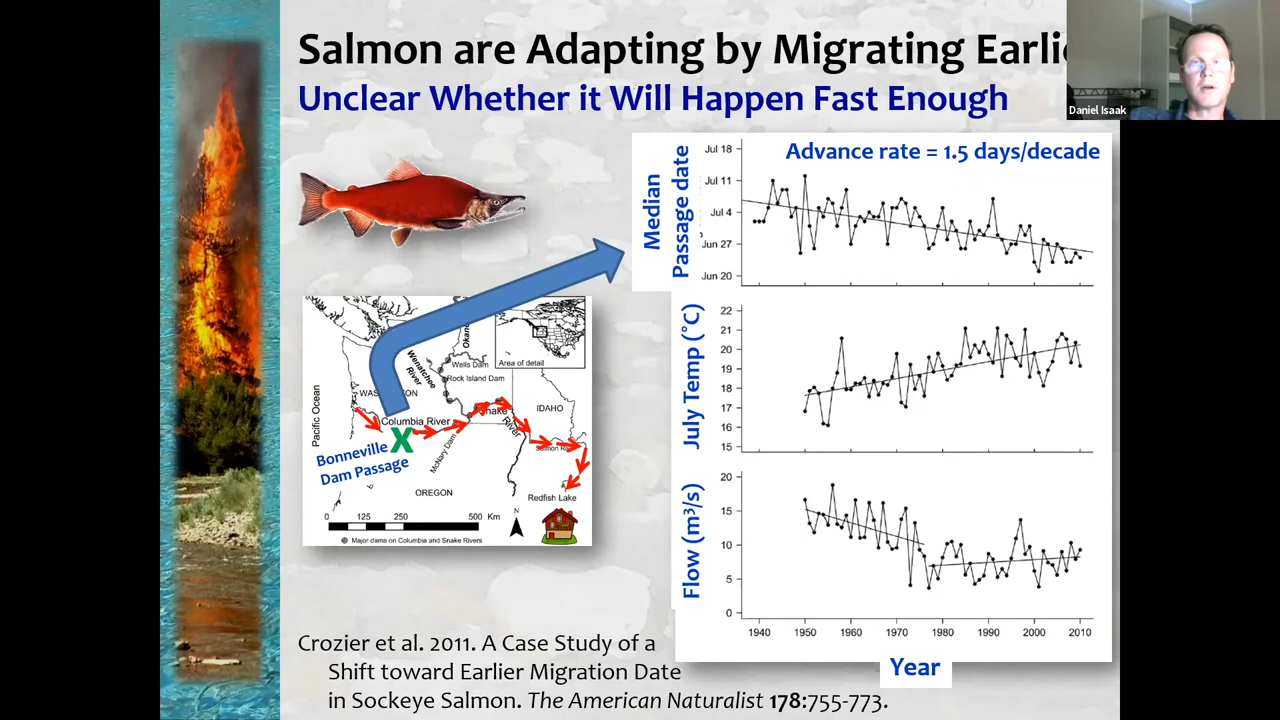 Salmon are Adapting by Migrating Earlie
Unclear Whether it Will Happen Fast Enough
Daniel Isaak
Advance rate = 1.5 days/decade
Median
Passage date
Jul 18
Jul 11
Jul 4
Jun 27
Jun 20
July Temp (°C)
22
21
20
19
18
17
16
15
Flow (m³/s)
20
15
10
5
0
1940 1950 1960 1970 1980 1990 2000 2010
Year
Pacific Ocean
WASHINGTON
Wenatchee
River
Okan
Wells Dam
Rock Island Dam
Area of detail
Columbia River
Snake
River
IDAHO
McNary Dam
Salmon R
Bonneville
Dam Passage
OREGON
Redfish Lake
0 125 250 500 Km
N
Major dams on Columbia and Snake Rivers
Crozier et al. 2011. A Case Study of a
Shift toward Earlier Migration Date
in Sockeye Salmon. The American Naturalist 178:755-773.